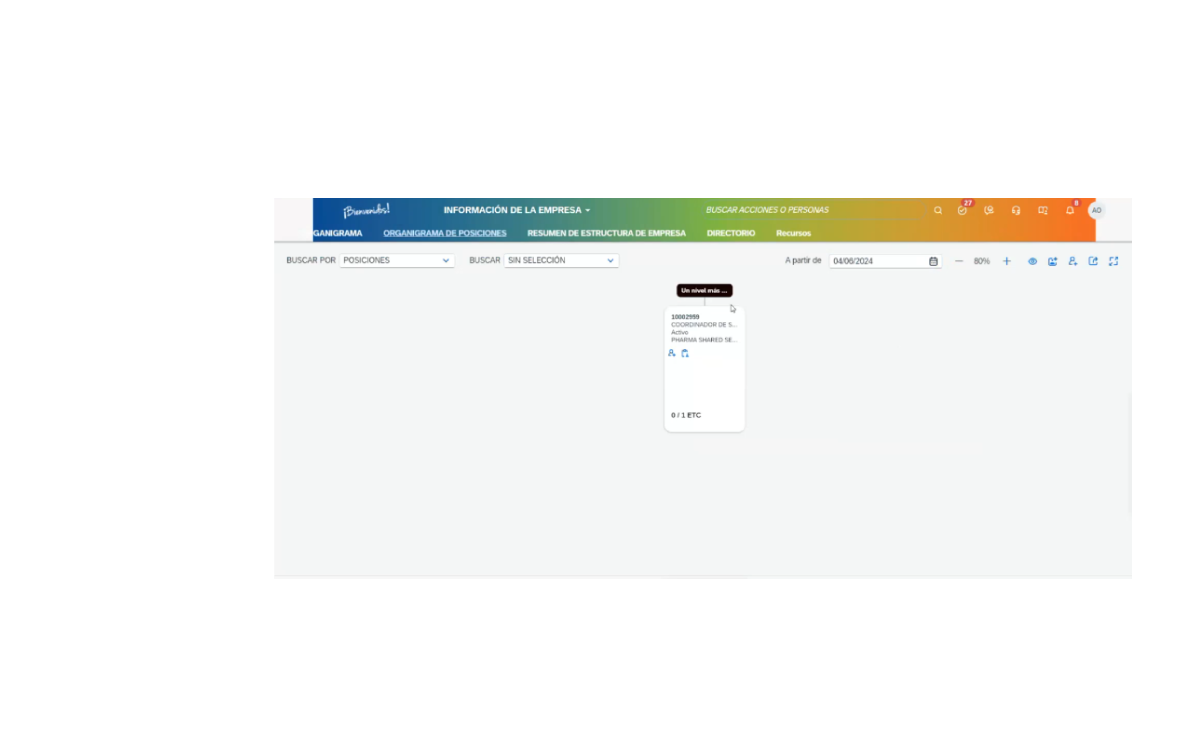 ¡Bienvenidos! INFORMACIÓN DE LA EMPRESA BUSCAR ACCIONES O PERSONAS 27 8 AO
GANIGRAMA ORGANIGRAMA DE POSICIONES RESUMEN DE ESTRUCTURA DE EMPRESA DIRECTORIO Recursos
BUSCAR POR POSICIONES BUSCAR SIN SELECCIÓN A partir de 04/06/2024 80%
Un nivel más ...
10002959
COORDINADOR DE S...
Active
PHARMA SHARED SE...
0 / 1 ETC